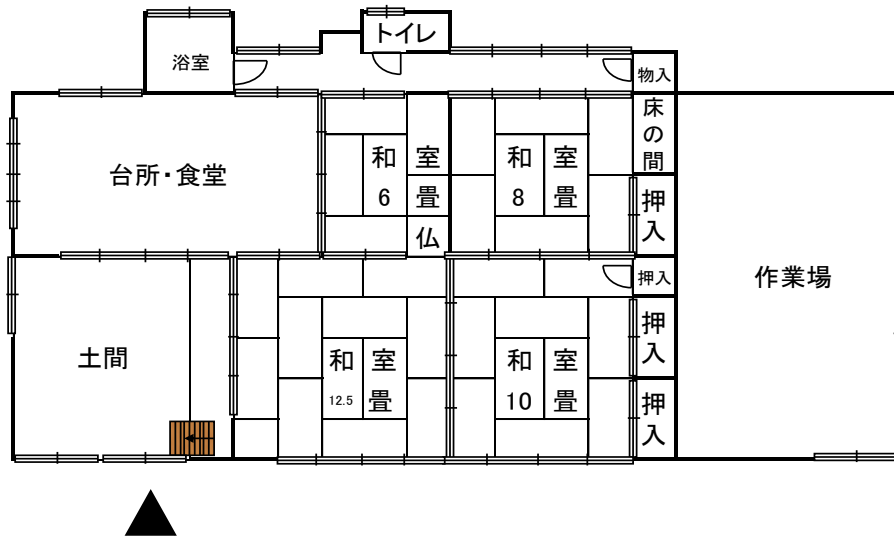 トイレ
浴室
物入
台所・食堂
和室
6畳
仏
和室
8畳
床の間
押入
押入
作業場
土間
和室
12.5畳
和室
10畳
押入
押入